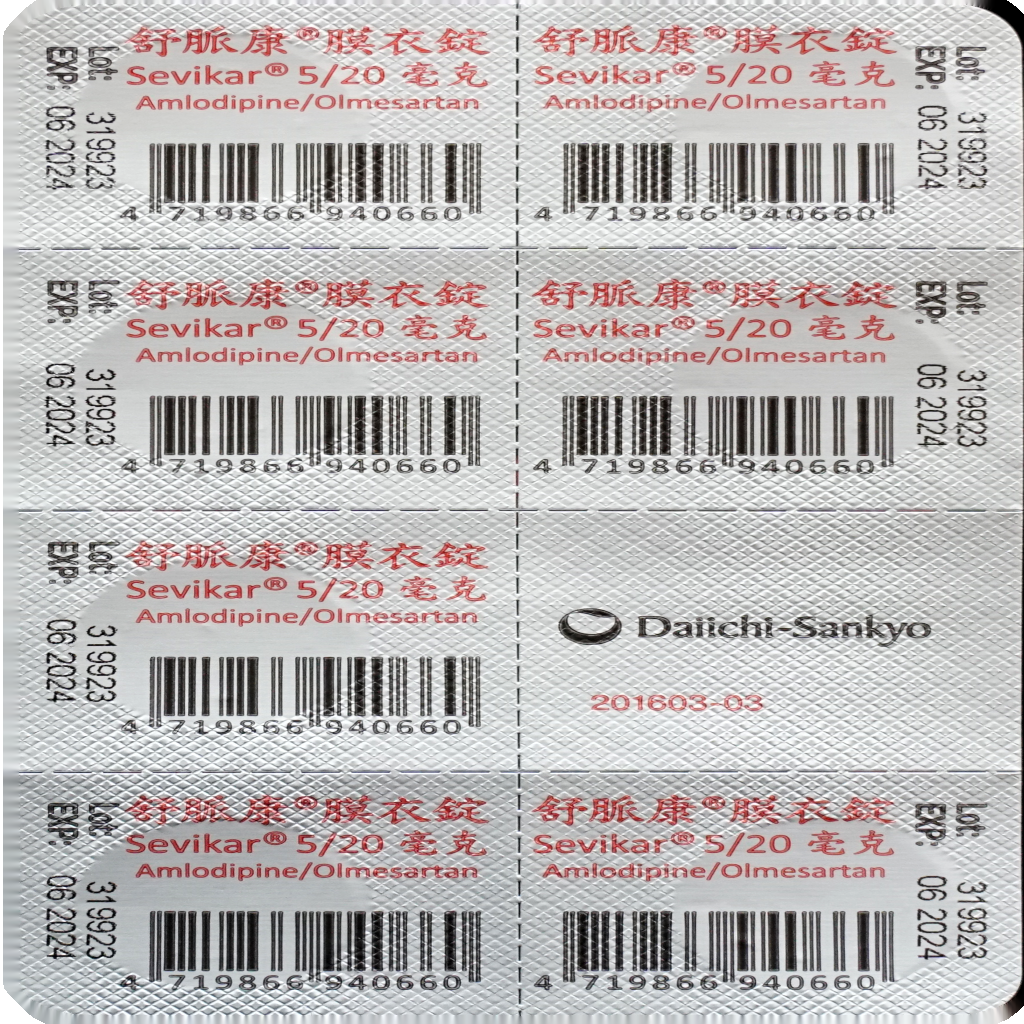 舒脈康®膜衣錠
Sevikar® 5/20 毫克
Amlodipine/Olmesartan
4 719866 940660
Lot: 319923
EXP: 06 2024
舒脈康®膜衣錠
Sevikar® 5/20 毫克
Amlodipine/Olmesartan
4 719866 940660
Lot: 319923
EXP: 06 2024
舒脈康®膜衣錠
Sevikar® 5/20 毫克
Amlodipine/Olmesartan
4 719866 940660
Lot: 319923
EXP: 06 2024
舒脈康®膜衣錠
Sevikar® 5/20 毫克
Amlodipine/Olmesartan
4 719866 940660
Lot: 319923
EXP: 06 2024
舒脈康®膜衣錠
Sevikar® 5/20 毫克
Amlodipine/Olmesartan
4 719866 940660
Lot: 319923
EXP: 06 2024
Daiichi-Sankyo
201603-03
舒脈康®膜衣錠
Sevikar® 5/20 毫克
Amlodipine/Olmesartan
4 719866 940660
Lot: 319923
EXP: 06 2024
舒脈康®膜衣錠
Sevikar® 5/20 毫克
Amlodipine/Olmesartan
4 719866 940660
Lot: 319923
EXP: 06 2024